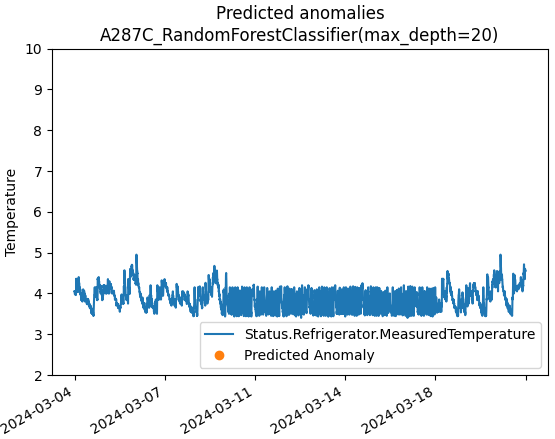 Predicted anomalies
A287C_RandomForestClassifier(max_depth=20)
Temperature
10
9
8
7
6
5
4
3
2
Status.Refrigerator.MeasuredTemperature
Predicted Anomaly
2024-03-04
2024-03-07
2024-03-11
2024-03-14
2024-03-18